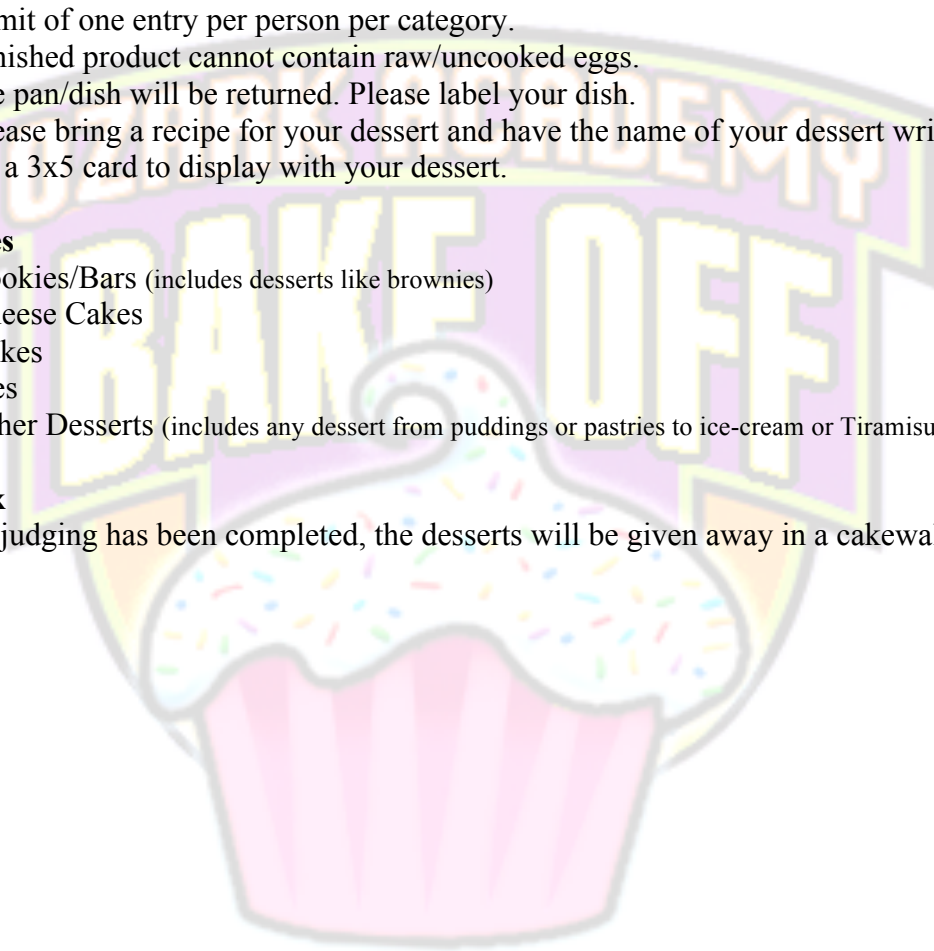 mit of one entry per person per category.
nished product cannot contain raw/uncooked eggs.
e pan/dish will be returned. Please label your dish.
ease bring a recipe for your dessert and have the name of your dessert wri
a 3x5 card to display with your dessert.
es
okies/Bars (includes desserts like brownies)
eese Cakes
kes
es
her Desserts (includes any dessert from puddings or pastries to ice-cream or Tiramisu
k
judging has been completed, the desserts will be given away in a cakewa
OZARK ACADEMY
BAKE OFF